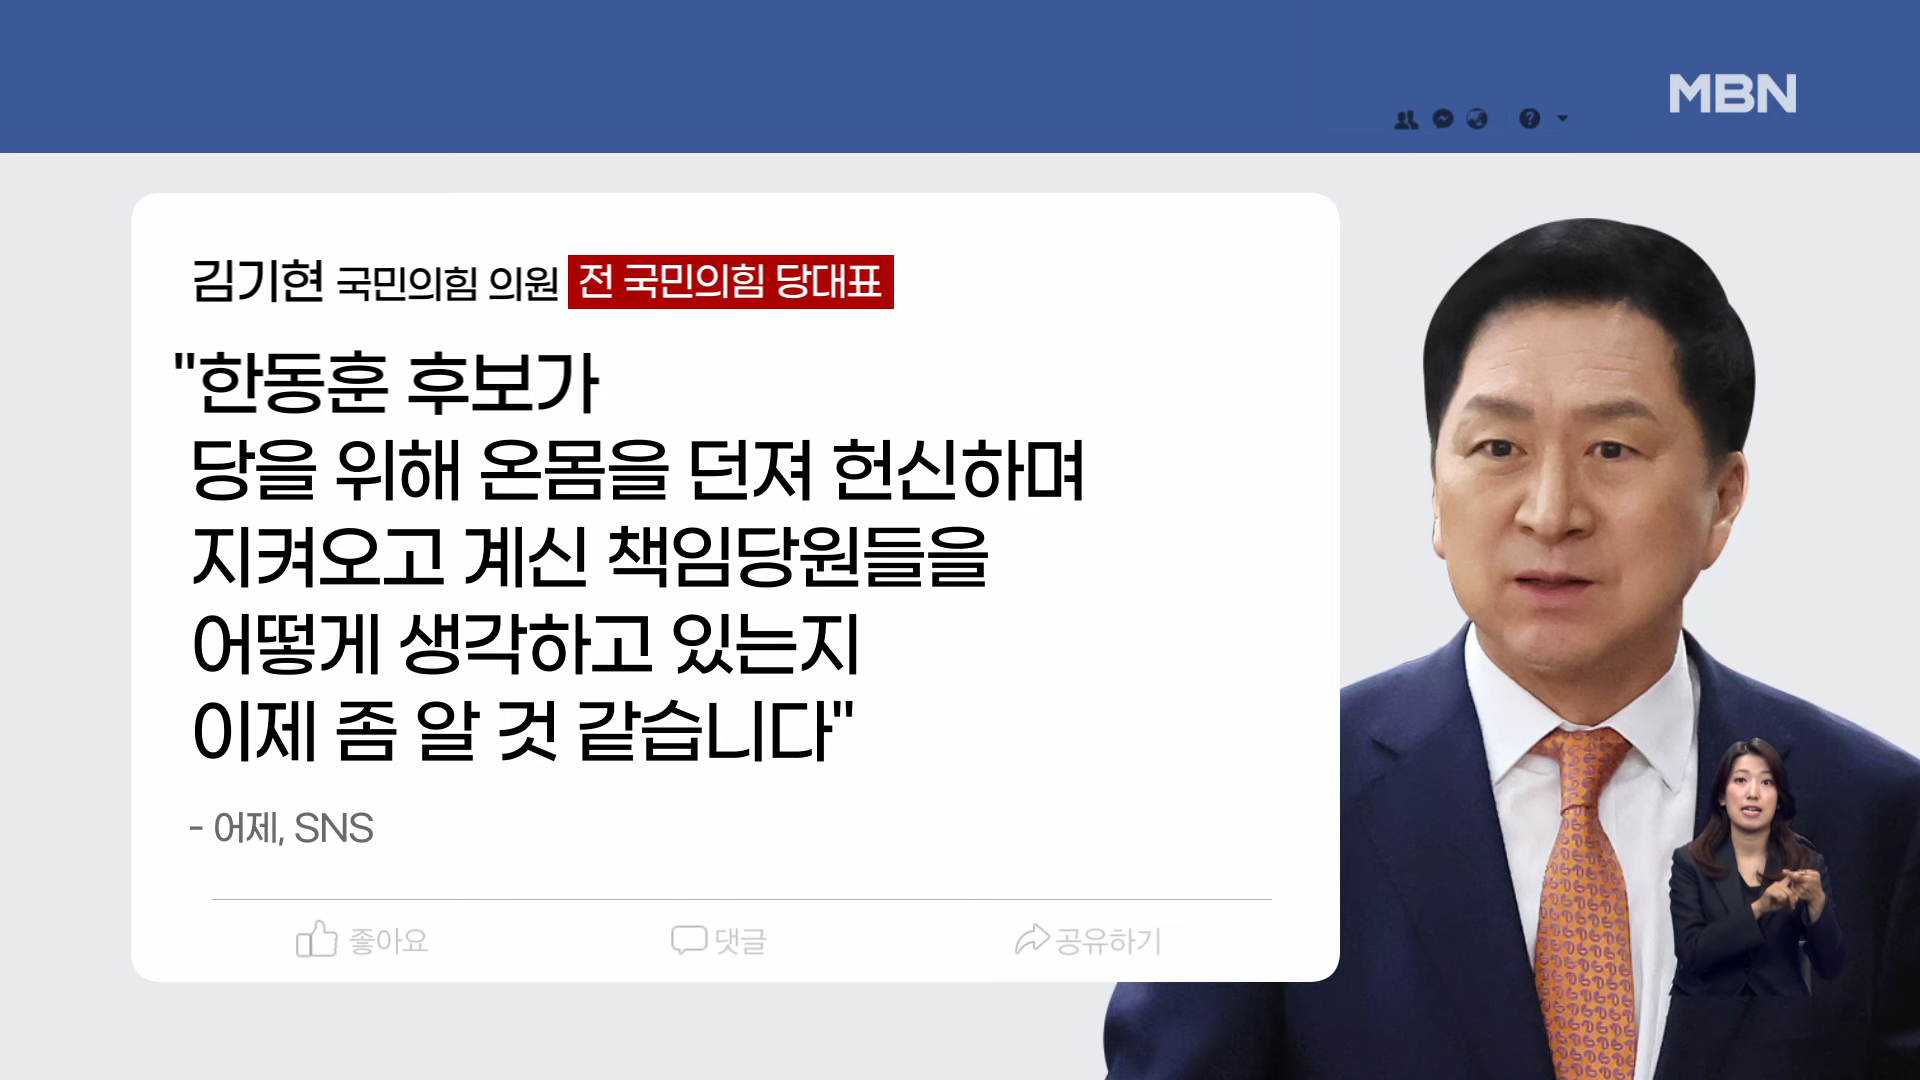 MBN
김기현 국민의힘 의원 전 국민의힘 당대표
"한동훈 후보가
당을 위해 온몸을 던져 헌신하며
지켜오고 계신 책임당원들을
어떻게 생각하고 있는지
이제 좀 알 것 같습니다"
- 어제, SNS
좋아요 댓글 공유하기